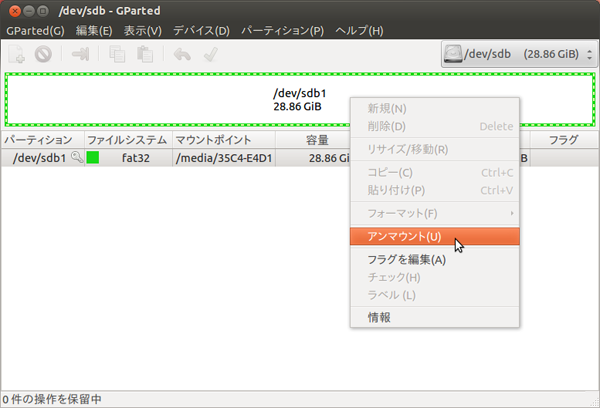 /dev/sdb - GParted
GParted(G) 編集(E) 表示(V) デバイス(D) パーティション(P) ヘルプ(H)
/dev/sdb (28.86 GiB)
/dev/sdb1
28.86 GiB
パーティション ファイルシステム マウントポイント 容量 フラグ
/dev/sdb1 fat32 /media/35C4-E4D1 28.86 Gi B
新規(N)
削除(D) Delete
リサイズ/移動(R)
コピー(C) Ctrl+C
貼り付け(P) Ctrl+V
フォーマット(F)
アンマウント(U)
フラグを編集(A)
チェック(H)
ラベル (L)
情報
0 件の操作を保留中